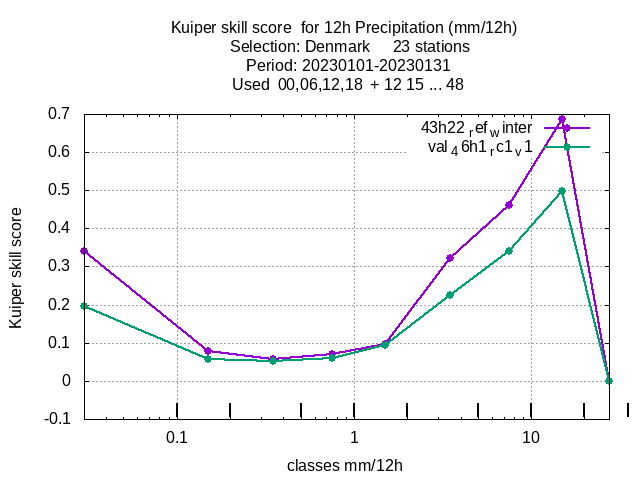 Kuiper skill score  for 12h Precipitation (mm/12h)
Selection: Denmark     23 stations
Period: 20230101-20230131
Used  00,06,12,18  + 12 15 ... 48
0.7
43h22_ref_winter
val_46h1_rc1_v1
0.6
0.5
0.4
0.3
0.2
0.1
0
-0.1
Kuiper skill score
0.1 1 10
classes mm/12h